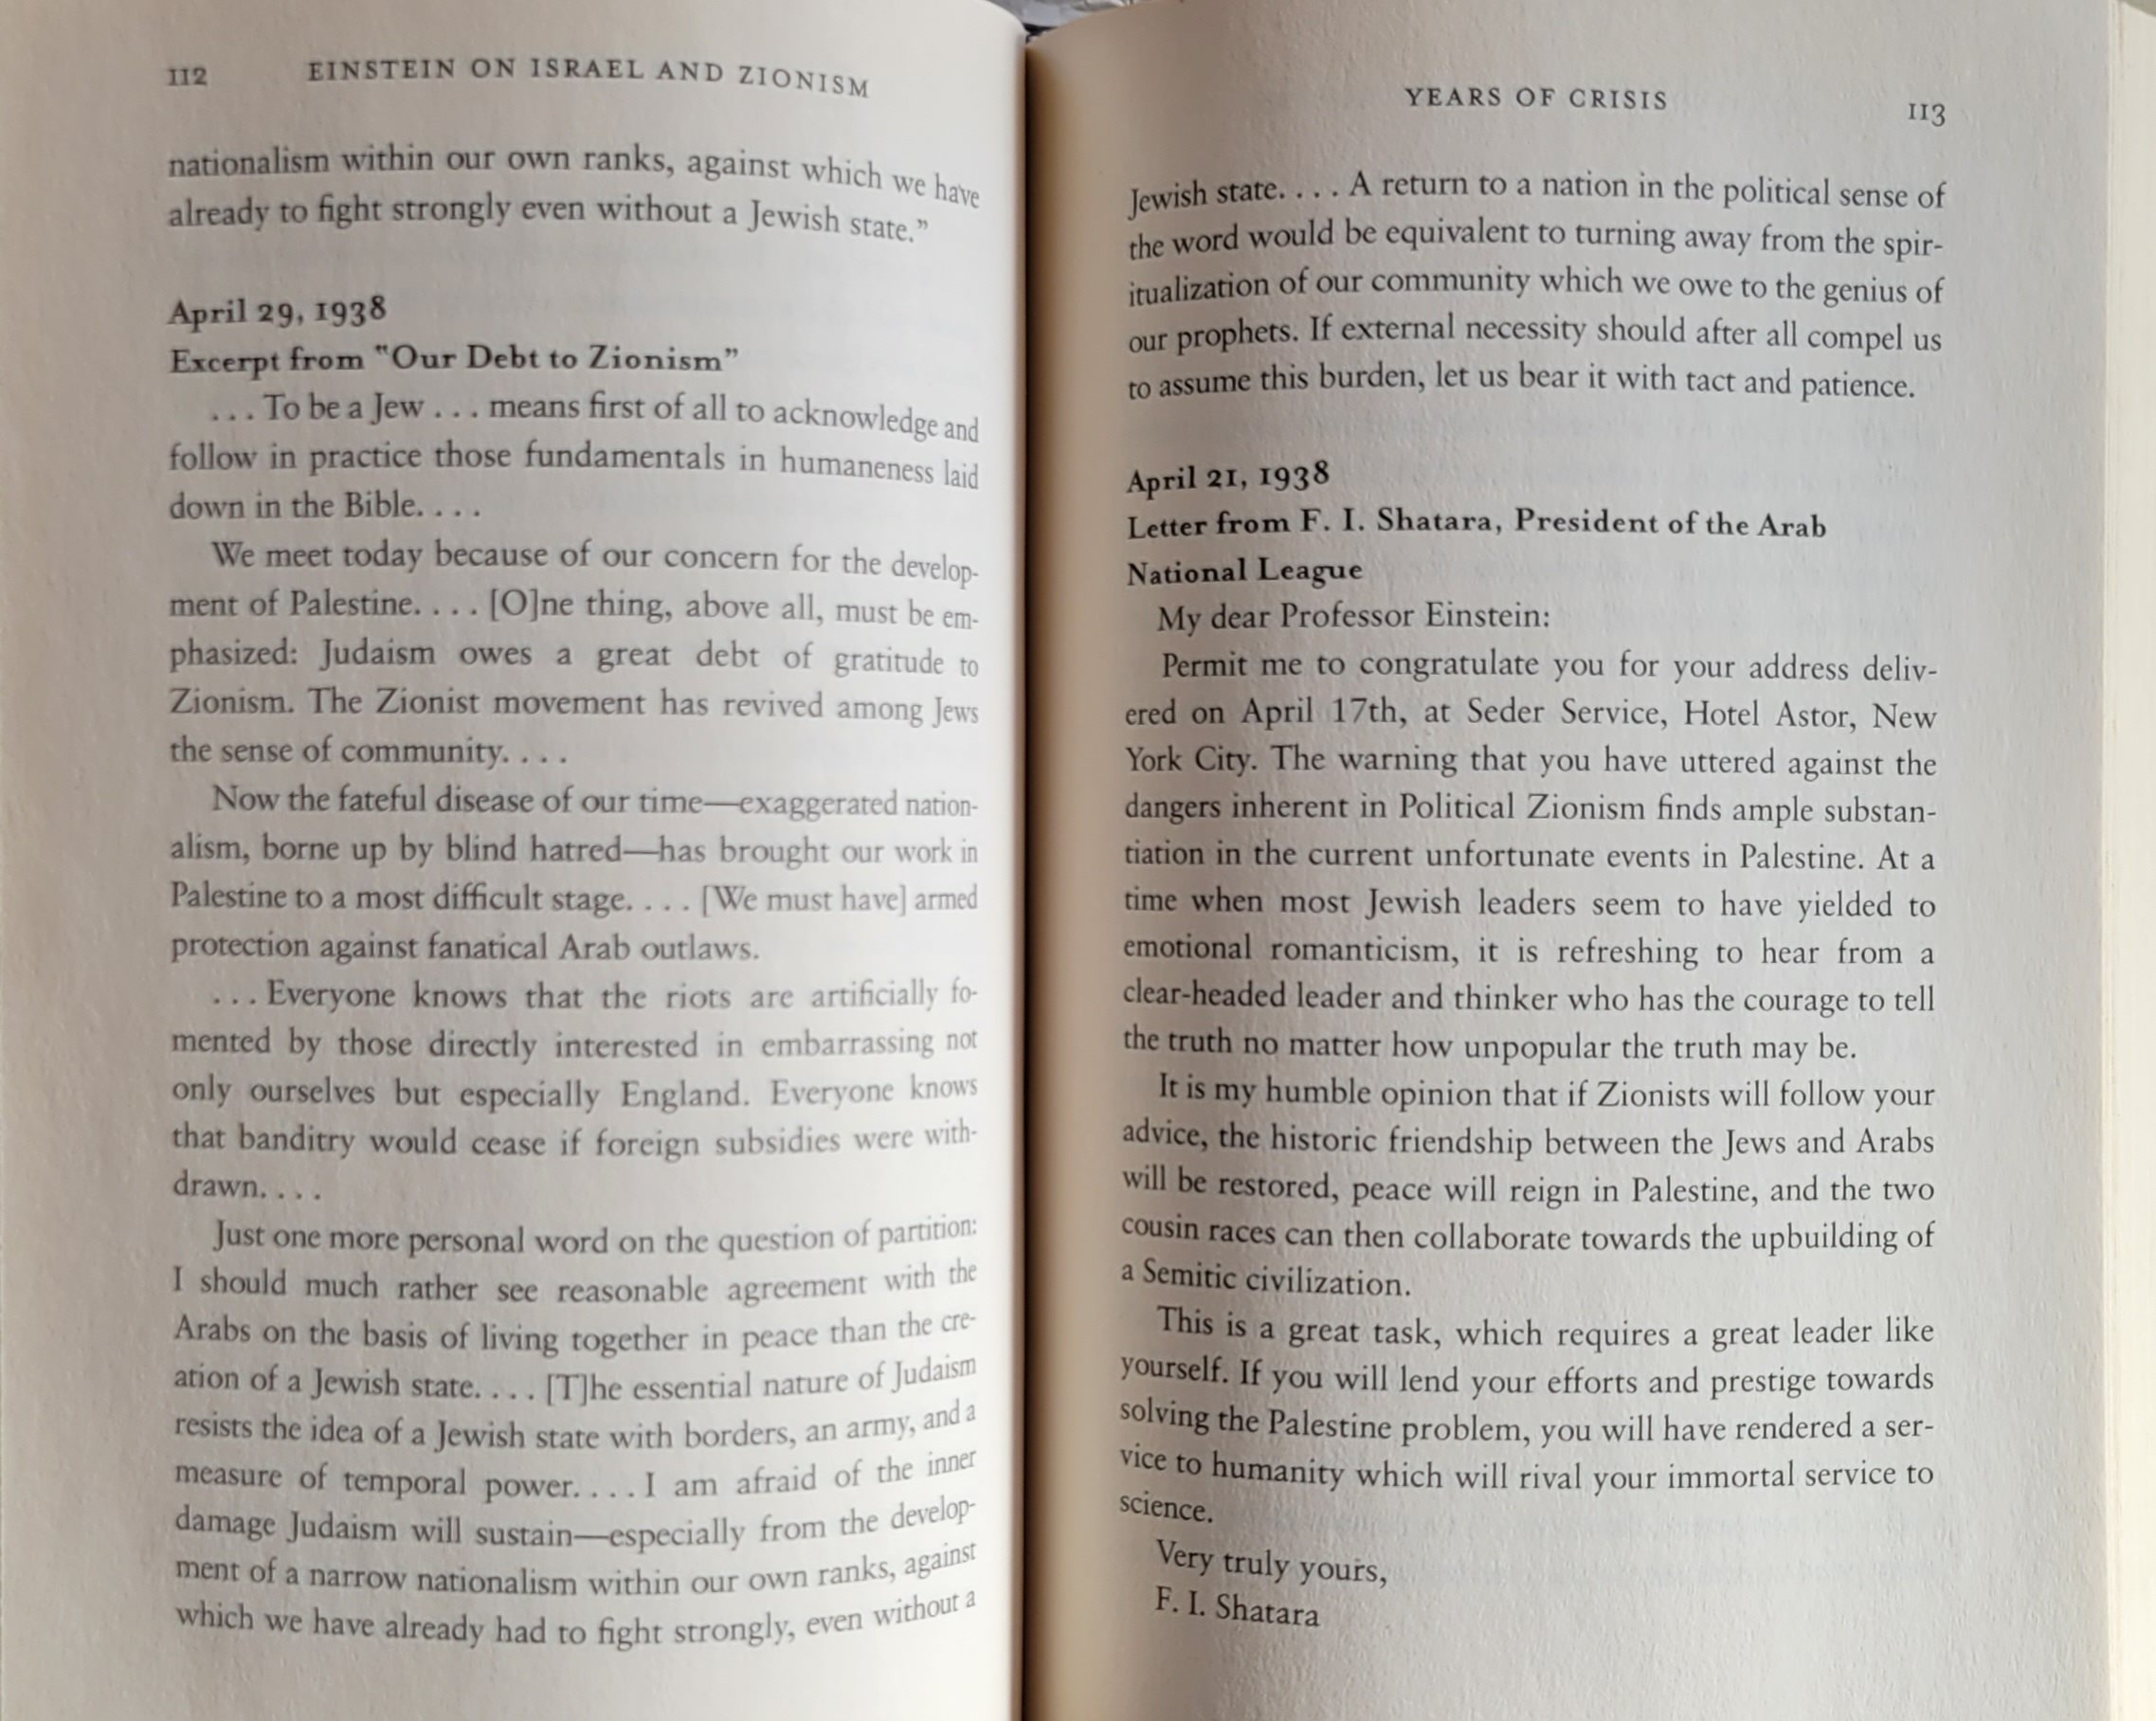 112 EINSTEIN ON ISRAEL AND ZIONISM
nationalism within our own ranks, against which we have
already to fight strongly even without a Jewish state.”
April 29, 1938
Excerpt from "Our Debt to Zionism”
. . . To be a Jew . . . means first of all to acknowledge and
follow in practice those fundamentals in humaneness laid
down in the Bible. . . .
We meet today because of our concern for the develop-
ment of Palestine. . . . [O]ne thing, above all, must be em-
phasized: Judaism owes a great debt of gratitude to
Zionism. The Zionist movement has revived among Jews
the sense of community. . . .
Now the fateful disease of our time—exaggerated nation-
alism, borne up by blind hatred—has brought our work in
Palestine to a most difficult stage. . . . [We must have] armed
protection against fanatical Arab outlaws.
. . . Everyone knows that the riots are artificially fo-
mented by those directly interested in embarrassing not
only ourselves but especially England. Everyone knows
that banditry would cease if foreign subsidies were with-
drawn. . . .
Just one more personal word on the question of partition:
I should much rather see reasonable agreement with the
Arabs on the basis of living together in peace than the cre-
ation of a Jewish state. . . . [T]he essential nature of Judaism
resists the idea of a Jewish state with borders, an army, and a
measure of temporal power. . . . I am afraid of the inner
damage Judaism will sustain—especially from the develop-
ment of a narrow nationalism within our own ranks, against
which we have already had to fight strongly, even without a
YEARS OF CRISIS 113
Jewish state. . . . A return to a nation in the political sense of
the word would be equivalent to turning away from the spir-
itualization of our community which we owe to the genius of
our prophets. If external necessity should after all compel us
to assume this burden, let us bear it with tact and patience.
April 21, 1938
Letter from F. I. Shatara, President of the Arab
National League
My dear Professor Einstein:
Permit me to congratulate you for your address deliv-
ered on April 17th, at Seder Service, Hotel Astor, New
York City. The warning that you have uttered against the
dangers inherent in Political Zionism finds ample substan-
tiation in the current unfortunate events in Palestine. At a
time when most Jewish leaders seem to have yielded to
emotional romanticism, it is refreshing to hear from a
clear-headed leader and thinker who has the courage to tell
the truth no matter how unpopular the truth may be.
It is my humble opinion that if Zionists will follow your
advice, the historic friendship between the Jews and Arabs
will be restored, peace will reign in Palestine, and the two
cousin races can then collaborate towards the upbuilding of
a Semitic civilization.
This is a great task, which requires a great leader like
yourself. If you will lend your efforts and prestige towards
solving the Palestine problem, you will have rendered a ser-
vice to humanity which will rival your immortal service to
science.
Very truly yours,
F. I. Shatara